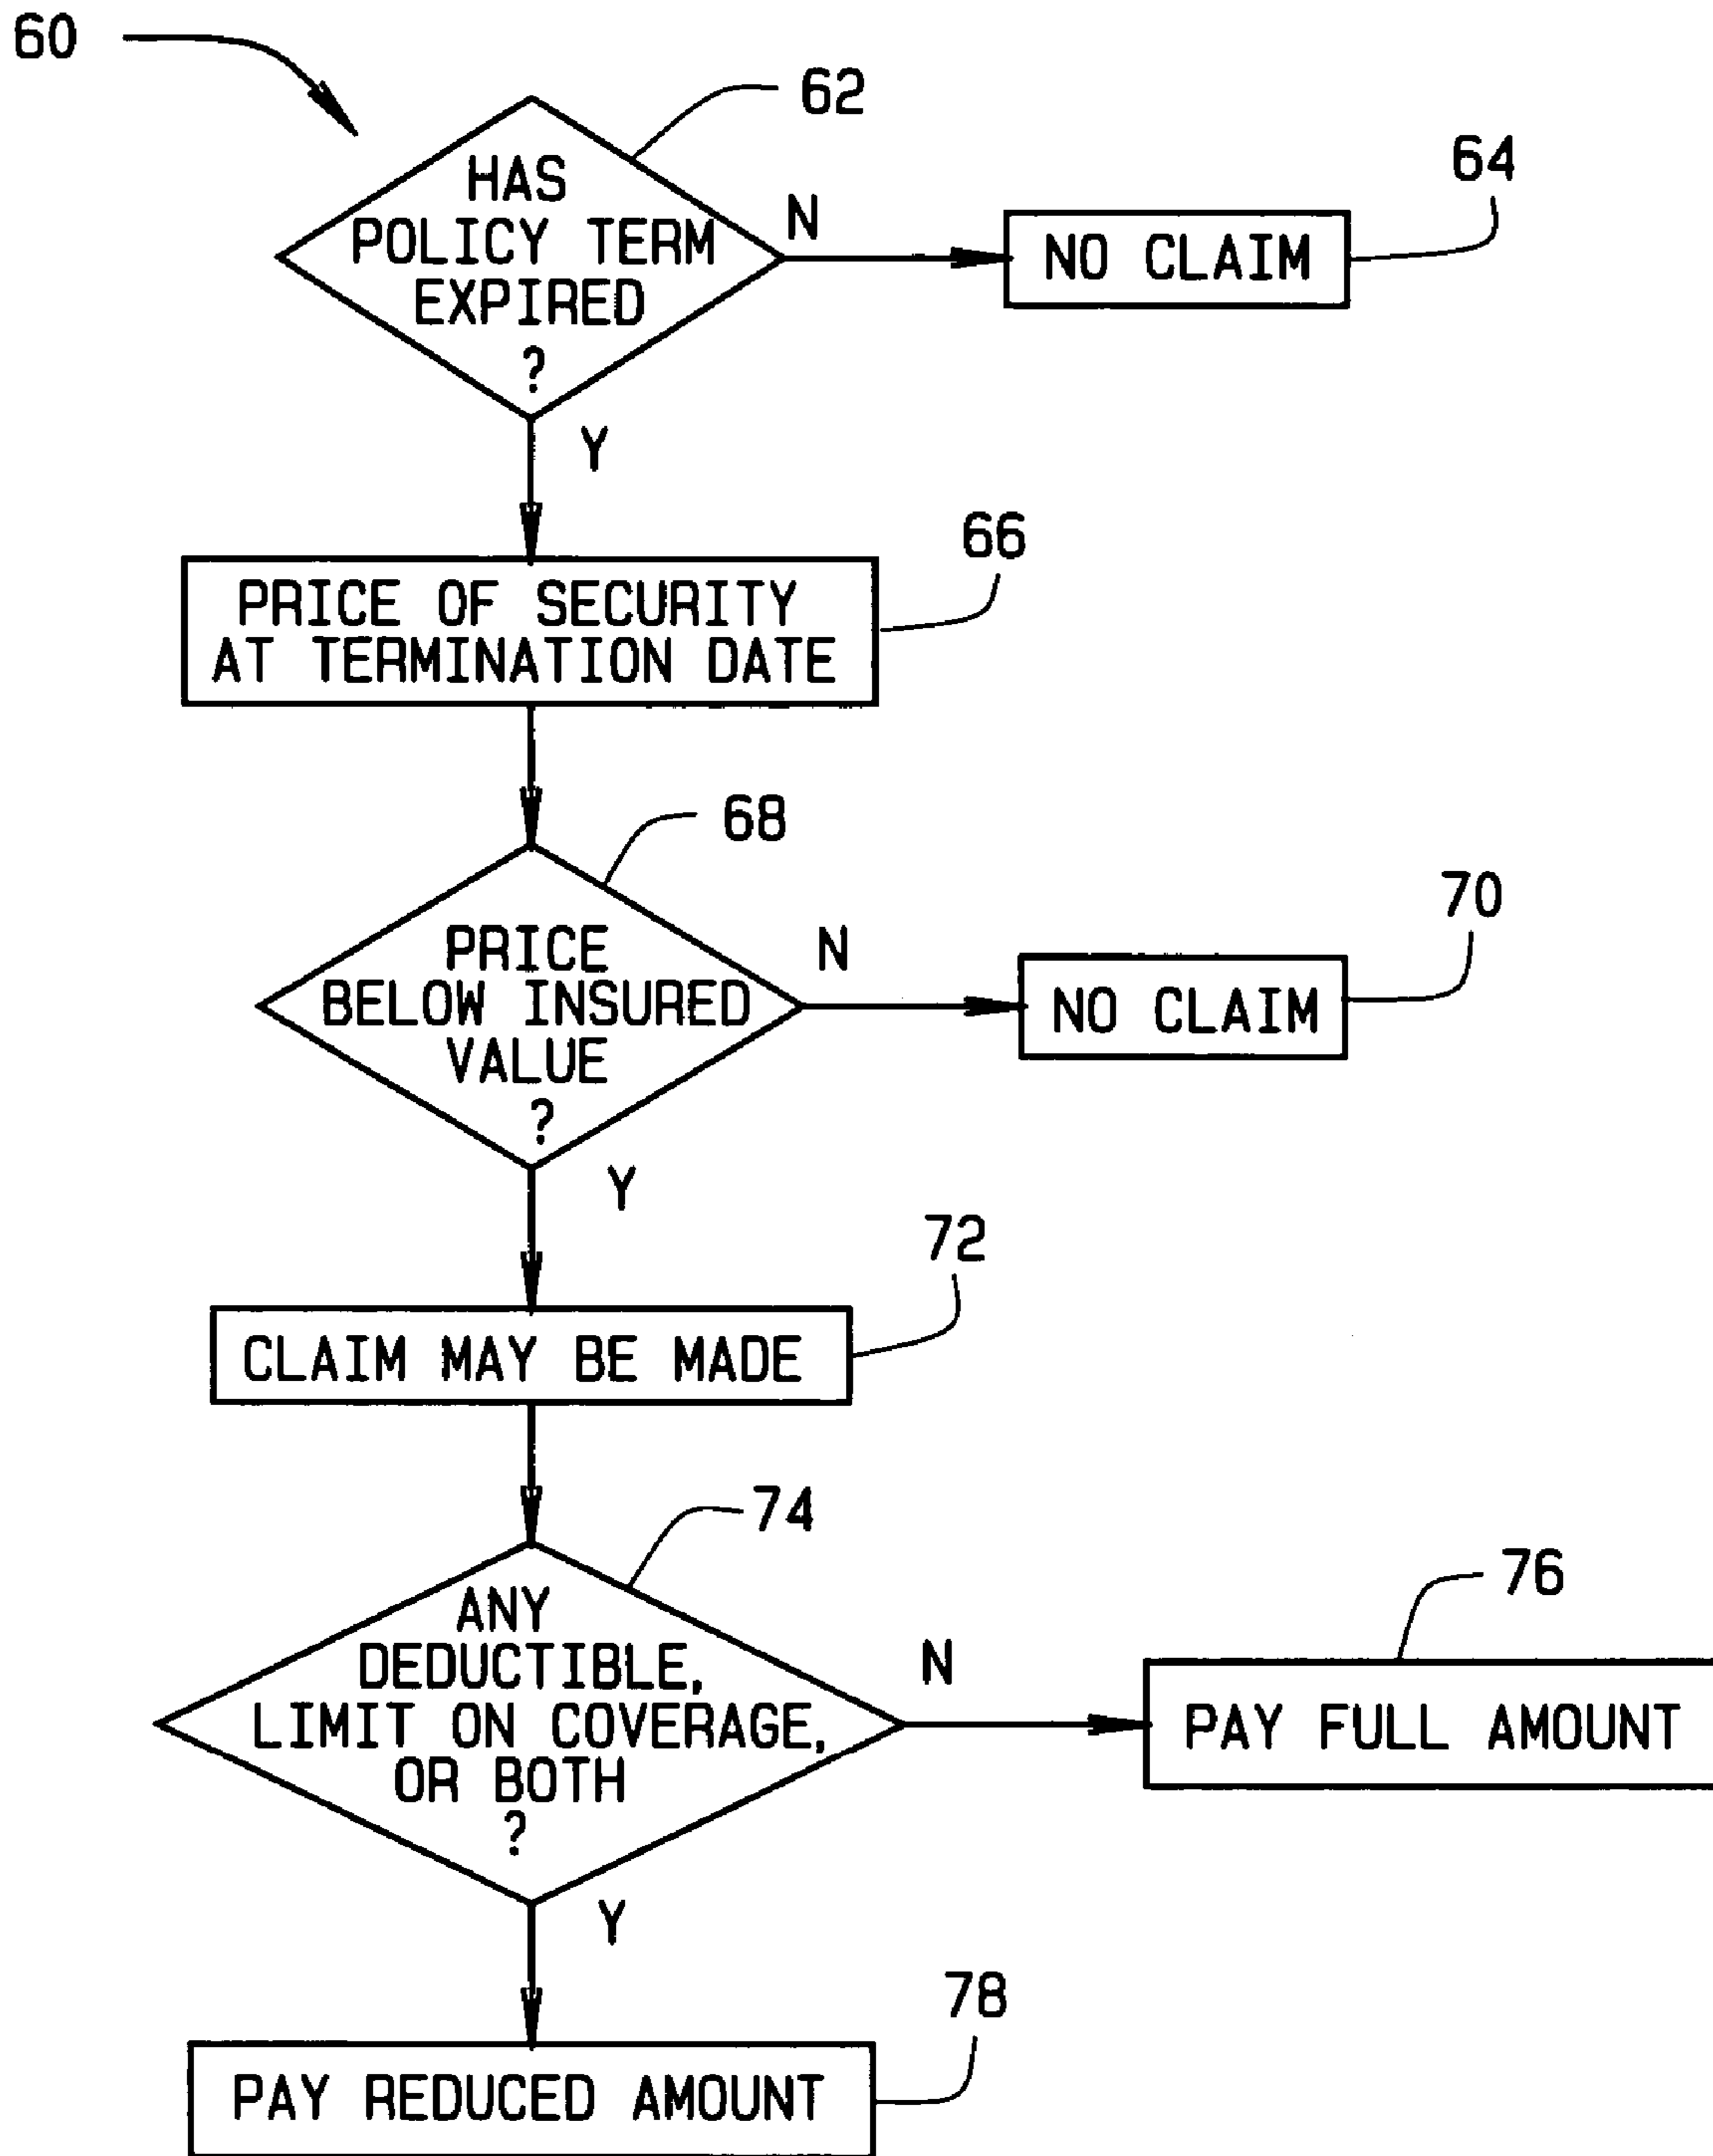 60
62
HAS
POLICY TERM
EXPIRED
?
N
64
NO CLAIM
Y
66
PRICE OF SECURITY
AT TERMINATION DATE
68
PRICE
BELOW INSURED
VALUE
?
N
70
NO CLAIM
Y
72
CLAIM MAY BE MADE
74
ANY
DEDUCTIBLE,
LIMIT ON COVERAGE,
OR BOTH
?
N
76
PAY FULL AMOUNT
Y
78
PAY REDUCED AMOUNT